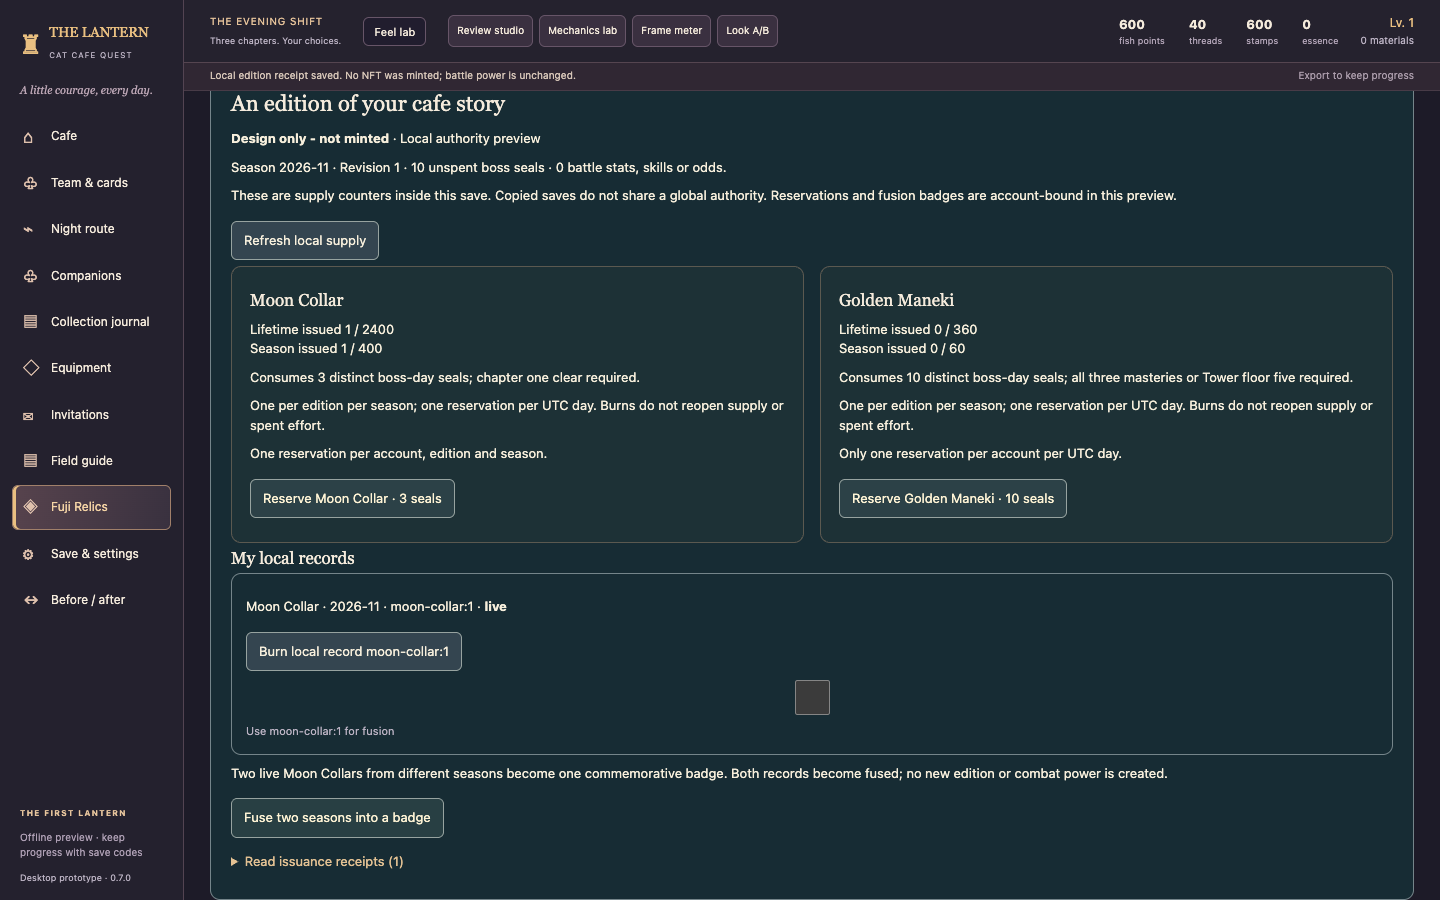 THE LANTERN
CAT CAFE QUEST
A little courage, every day.
Cafe
Team & cards
Night route
Companions
Collection journal
Equipment
Invitations
Field guide
Fuji Relics
Save & settings
Before / after
THE FIRST LANTERN
Offline preview · keep
progress with save codes
Desktop prototype · 0.7.0
THE EVENING SHIFT
Three chapters. Your choices.
Feel lab
Review studio
Mechanics lab
Frame meter
Look A/B
600
fish points
40
threads
600
stamps
0
essence
Lv. 1
0 materials
Local edition receipt saved. No NFT was minted; battle power is unchanged.
Export to keep progress
An edition of your cafe story
Design only - not minted · Local authority preview
Season 2026-11 · Revision 1 · 10 unspent boss seals · 0 battle stats, skills or odds.
These are supply counters inside this save. Copied saves do not share a global authority. Reservations and fusion badges are account-bound in this preview.
Refresh local supply
Moon Collar
Lifetime issued 1 / 2400
Season issued 1 / 400
Consumes 3 distinct boss-day seals; chapter one clear required.
One per edition per season; one reservation per UTC day. Burns do not reopen supply or
spent effort.
One reservation per account, edition and season.
Reserve Moon Collar · 3 seals
Golden Maneki
Lifetime issued 0 / 360
Season issued 0 / 60
Consumes 10 distinct boss-day seals; all three masteries or Tower floor five required.
One per edition per season; one reservation per UTC day. Burns do not reopen supply or
spent effort.
Only one reservation per account per UTC day.
Reserve Golden Maneki · 10 seals
My local records
Moon Collar · 2026-11 · moon-collar:1 · live
Burn local record moon-collar:1
Use moon-collar:1 for fusion
Two live Moon Collars from different seasons become one commemorative badge. Both records become fused; no new edition or combat power is created.
Fuse two seasons into a badge
Read issuance receipts (1)